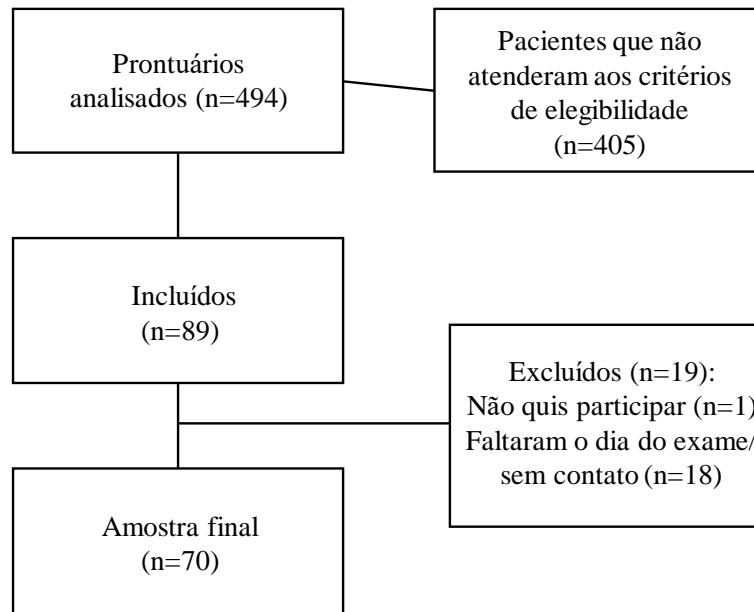 Prontuários
analisados (n=494)
Pacientes que não
atenderam aos critérios
de elegibilidade
(n=405)
Incluídos
(n=89)
Excluídos (n=19):
Não quis participar (n=1)
Faltaram o dia do exame/
sem contato (n=18)
Amostra final
(n=70)